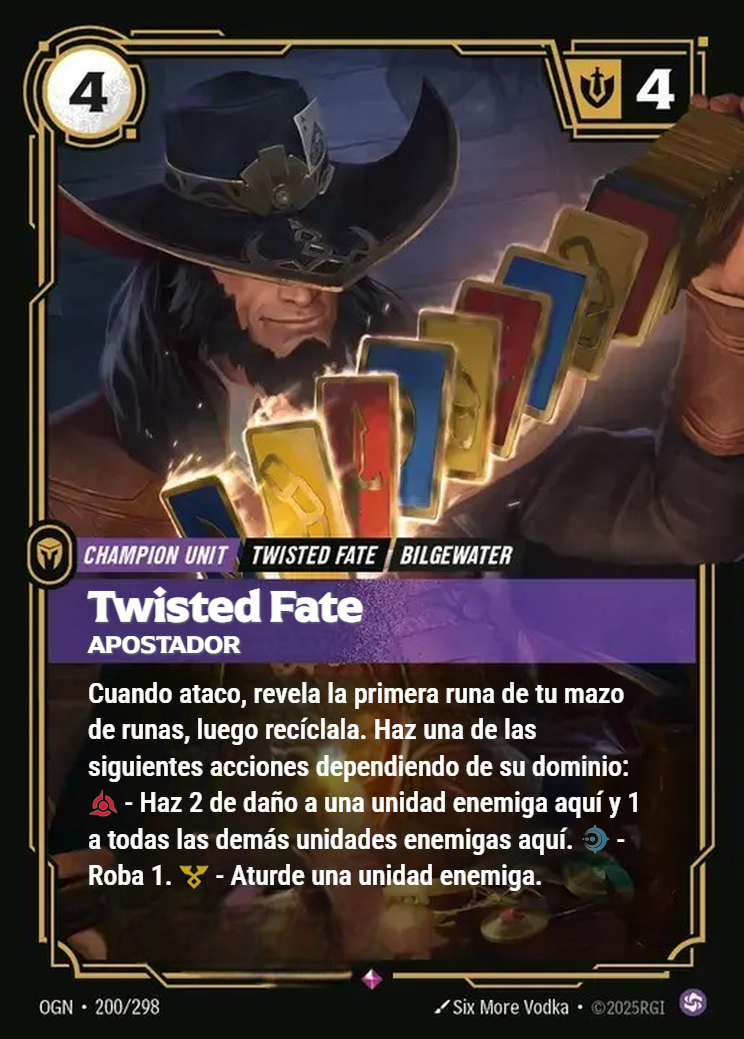 4
4
CHAMPION UNIT
TWISTED FATE
BILGEWATER
Twisted Fate
APOSTADOR
Cuando ataco, revela la primera runa de tu mazo
de runas, luego recíclala. Haz una de las
siguientes acciones dependiendo de su dominio:
- Haz 2 de daño a una unidad enemiga aquí y 1
a todas las demás unidades enemigas aquí. -
Roba 1. - Aturde una unidad enemiga.
OGN • 200/298
Six More Vodka • ©2025RGI